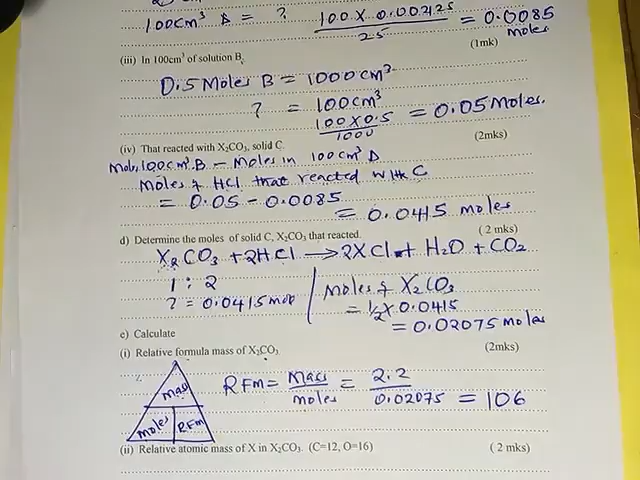 100cm³ D = ? 100 X 0.002125 / 25 = 0.0085 moles
(iii) In 100cm³ of solution B,
(1mk)
0.5 Moles B = 1000cm³
? = 100cm³
100 X 0.5 / 1000 = 0.05 Moles.
(iv) That reacted with X₂CO₃, solid C.
(2mks)
Mol, 100cm³ B – Moles in 100cm³ D
Moles of HCl that reacted with C
= 0.05 - 0.0085
= 0.0415 moles
(2 mks)
d) Determine the moles of solid C, X₂CO₃ that reacted.
X₂CO₃ + 2HCl → 2XCl + H₂O + CO₂
1 : 2
? = 0.0415 mol
Moles of X₂CO₃
= 1/2 X 0.0415
= 0.02075 moles
e) Calculate
(i) Relative formula mass of X₂CO₃.
(2mks)
Mass
moles RFM
RFM = Mass / moles = 2.2 / 0.02075 = 106
(ii) Relative atomic mass of X in X₂CO₃. (C=12, O=16)
( 2 mks)